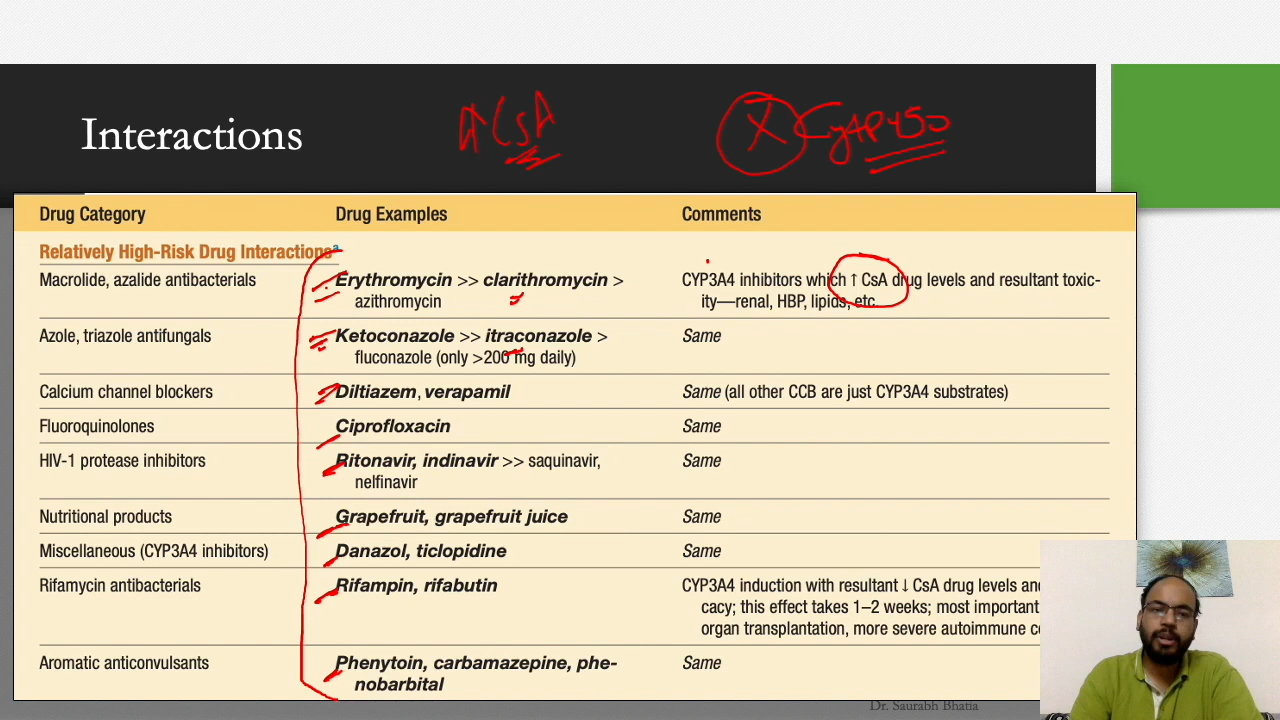 Interactions
↑ CsA
X Cyt P450
Drug Category Drug Examples Comments
Relatively High-Risk Drug Interactionsª
Macrolide, azalide antibacterials Erythromycin >> clarithromycin > CYP3A4 inhibitors which ↑ CsA drug levels and resultant toxic-
azithromycin ity—renal, HBP, lipids, etc.
Azole, triazole antifungals Ketoconazole >> itraconazole > Same
fluconazole (only >200 mg daily)
Calcium channel blockers Diltiazem, verapamil Same (all other CCB are just CYP3A4 substrates)
Fluoroquinolones Ciprofloxacin Same
HIV-1 protease inhibitors Ritonavir, indinavir >> saquinavir, Same
nelfinavir
Nutritional products Grapefruit, grapefruit juice Same
Miscellaneous (CYP3A4 inhibitors) Danazol, ticlopidine Same
Rifamycin antibacterials Rifampin, rifabutin CYP3A4 induction with resultant ↓ CsA drug levels and
cacy; this effect takes 1–2 weeks; most important
organ transplantation, more severe autoimmune
Aromatic anticonvulsants Phenytoin, carbamazepine, phe- Same
nobarbital
Dr. Saurabh Bhatia